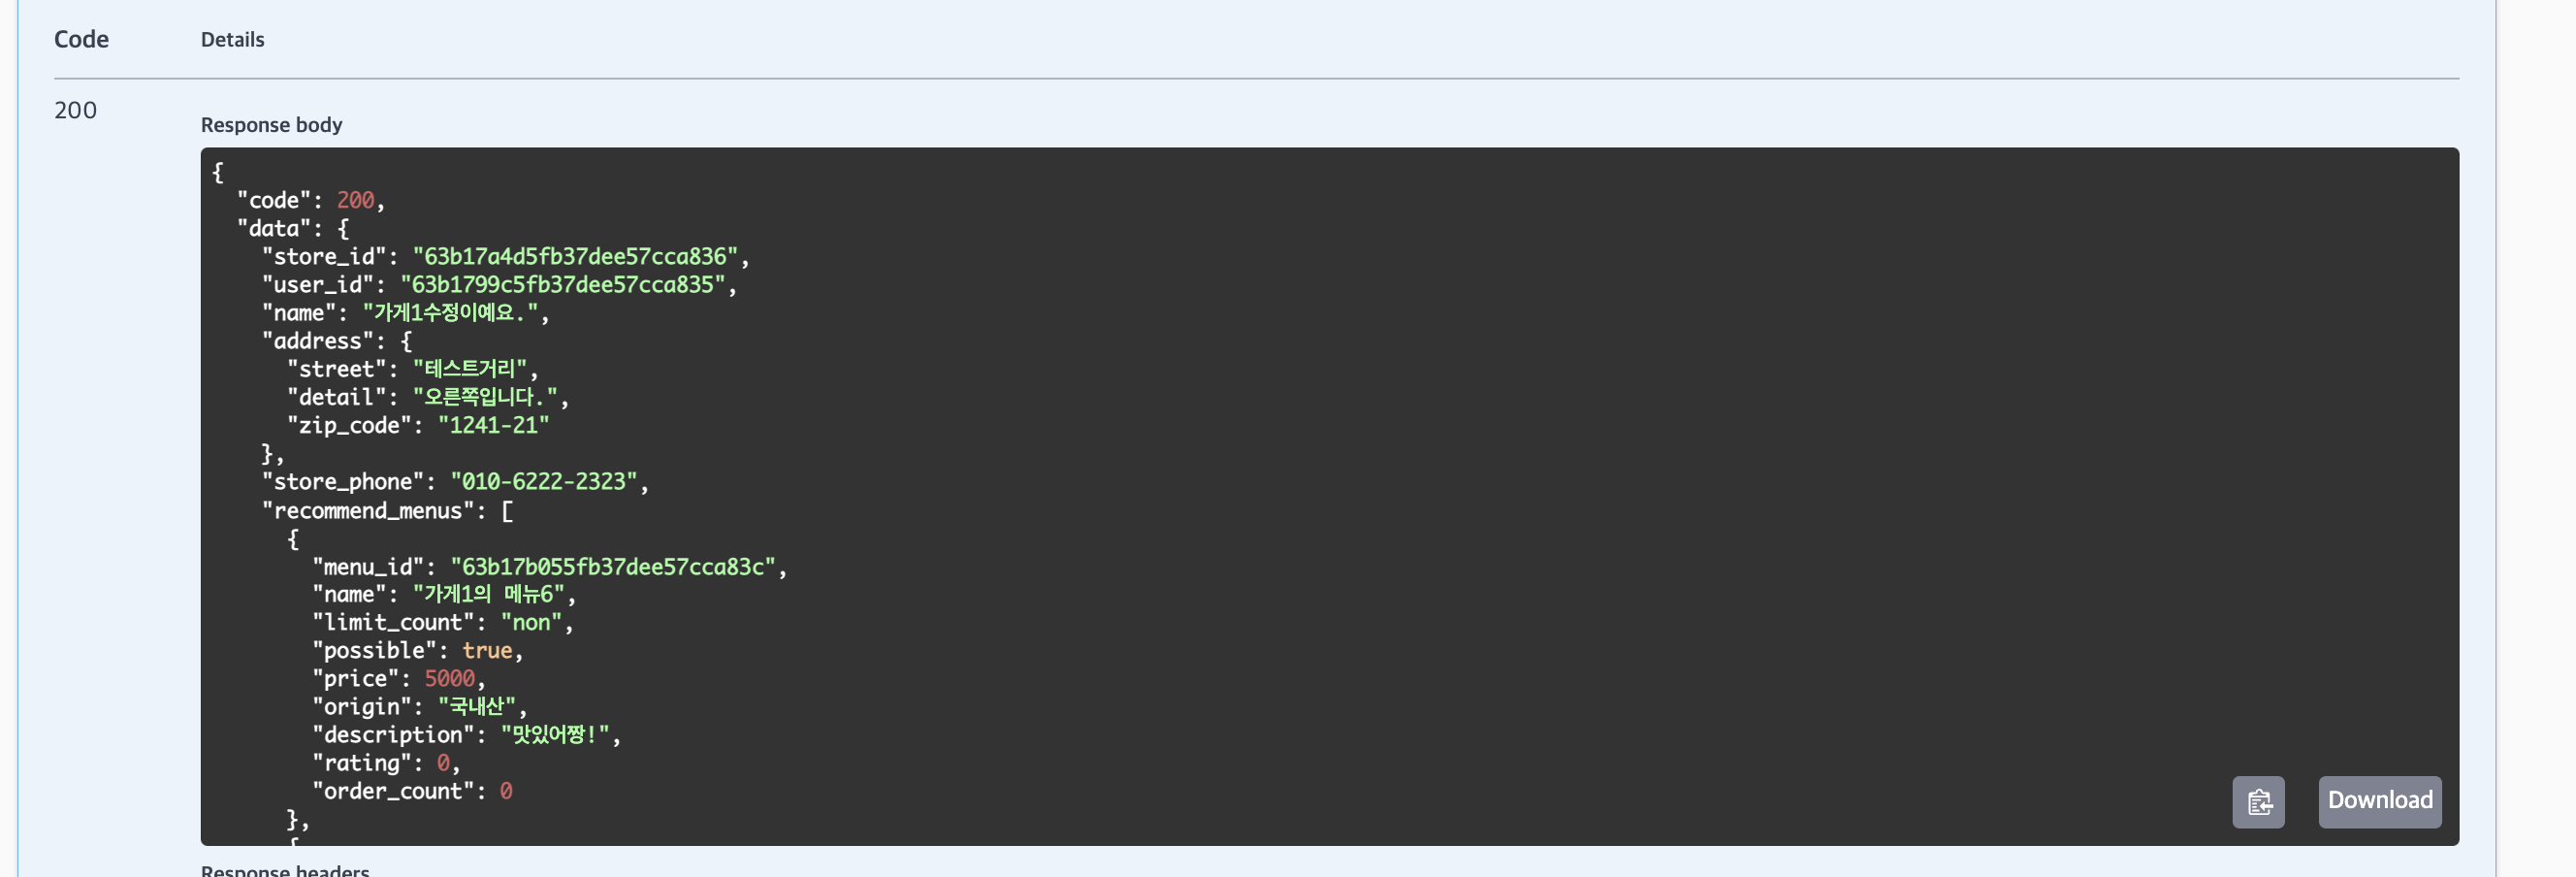 Code Details
200
Response body
{
  "code": 200,
  "data": {
    "store_id": "63b17a4d5fb37dee57cca836",
    "user_id": "63b1799c5fb37dee57cca835",
    "name": "가게1수정이예요.",
    "address": {
      "street": "테스트거리",
      "detail": "오른쪽입니다.",
      "zip_code": "1241-21"
    },
    "store_phone": "010-6222-2323",
    "recommend_menus": [
      {
        "menu_id": "63b17b055fb37dee57cca83c",
        "name": "가게1의 메뉴6",
        "limit_count": "non",
        "possible": true,
        "price": 5000,
        "origin": "국내산",
        "description": "맛있어짱!",
        "rating": 0,
        "order_count": 0
      },
      {
Download
Response headers